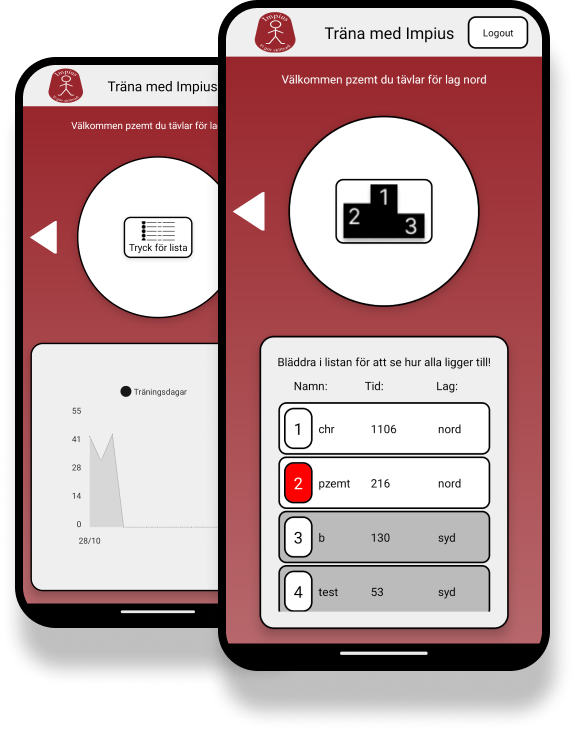 Impius
Träna med Impius
Välkommen pzemt du tävlar för la
Tryck för lista
Träningsdagar
55
41
28
14
0
28/10
Impius
Träna med Impius
Logout
Välkommen pzemt du tävlar för lag nord
1
2
3
Bläddra i listan för att se hur alla ligger till!
Namn: Tid: Lag:
1 chr 1106 nord
2 pzemt 216 nord
3 b 130 syd
4 test 53 syd